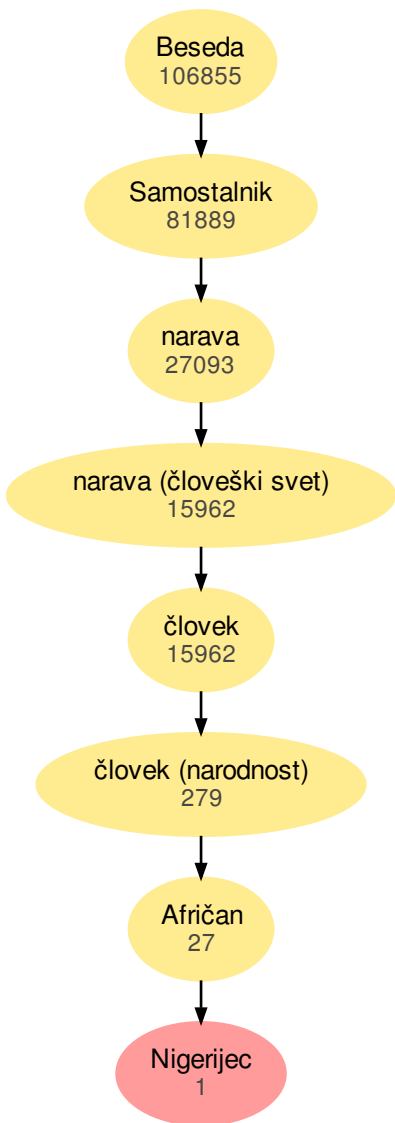 Beseda
106855
Samostalnik
81889
narava
27093
narava (človeški svet)
15962
človek
15962
človek (narodnost)
279
Afričan
27
Nigerijec
1